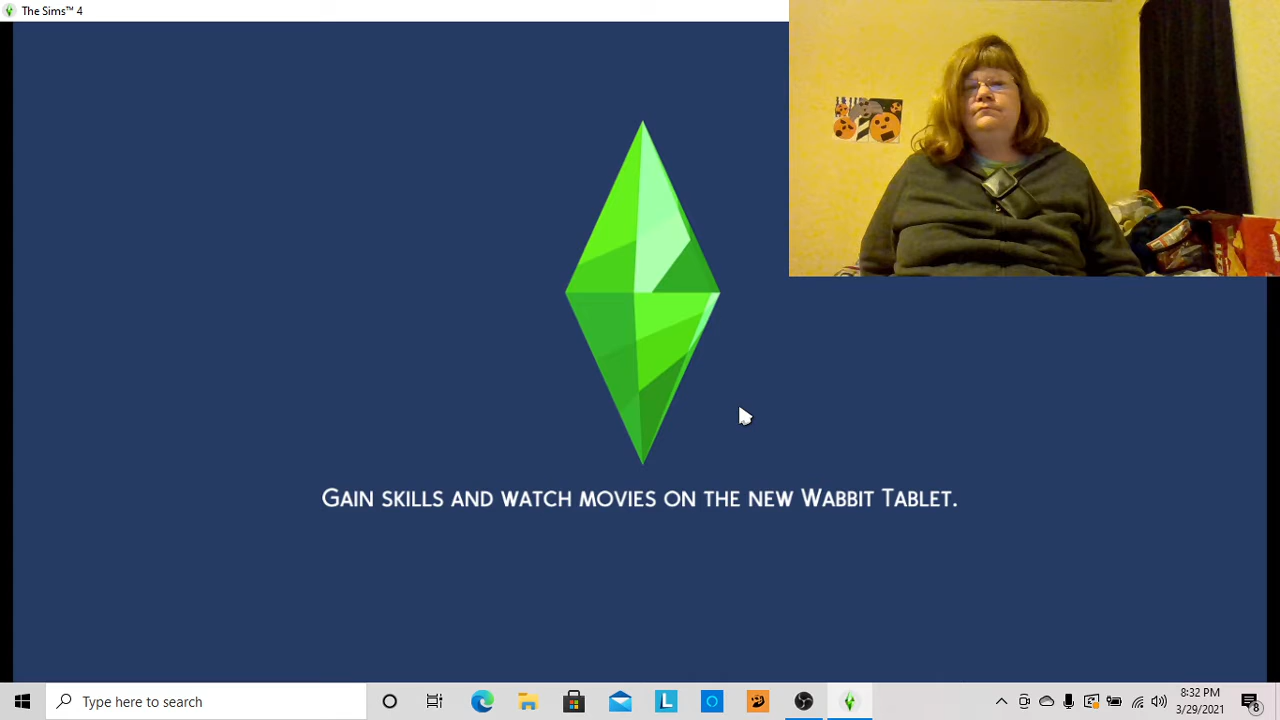 The Sims™ 4
GAIN SKILLS AND WATCH MOVIES ON THE NEW WABBIT TABLET.
Type here to search
L
8:32 PM
3/29/2021
8